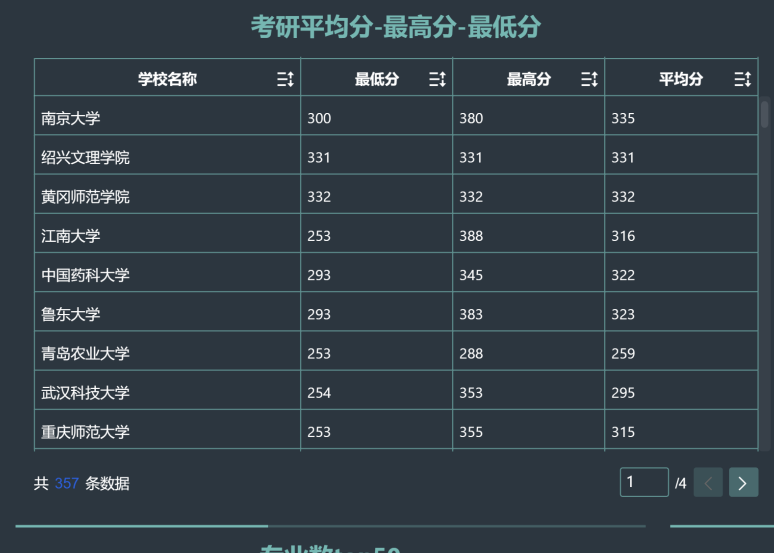 考研平均分-最高分-最低分
学校名称 最低分 最高分 平均分
南京大学 300 380 335
绍兴文理学院 331 331 331
黄冈师范学院 332 332 332
江南大学 253 388 316
中国药科大学 293 345 322
鲁东大学 293 383 323
青岛农业大学 253 288 259
武汉科技大学 254 353 295
重庆师范大学 253 355 315
共 357 条数据 1 /4